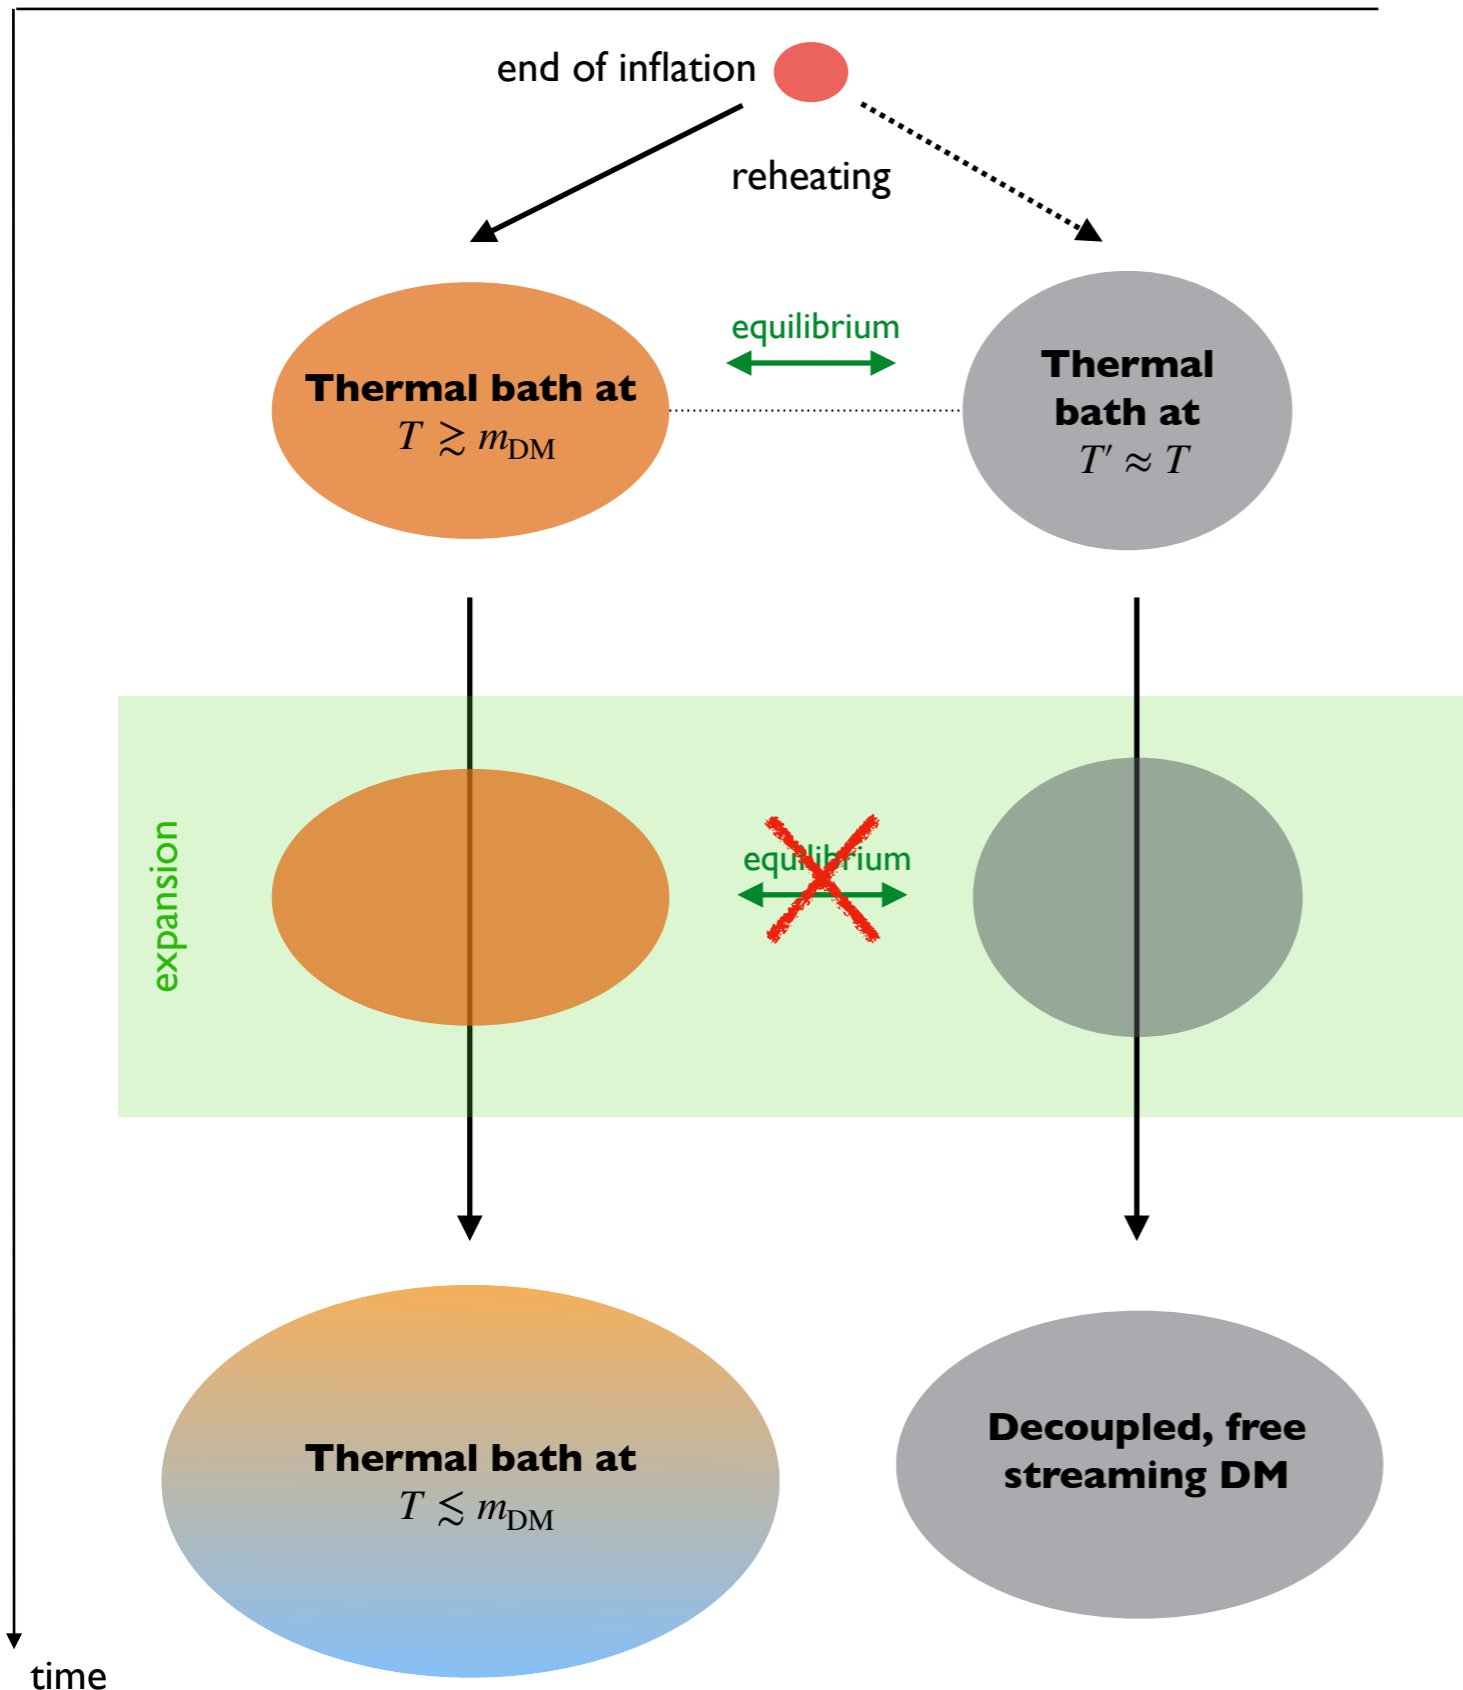 end of inflation
reheating
equilibrium
Thermal bath at
T ≳ m_DM
Thermal
bath at
T′ ≈ T
expansion
equilibrium
Thermal bath at
T ≲ m_DM
Decoupled, free
streaming DM
time